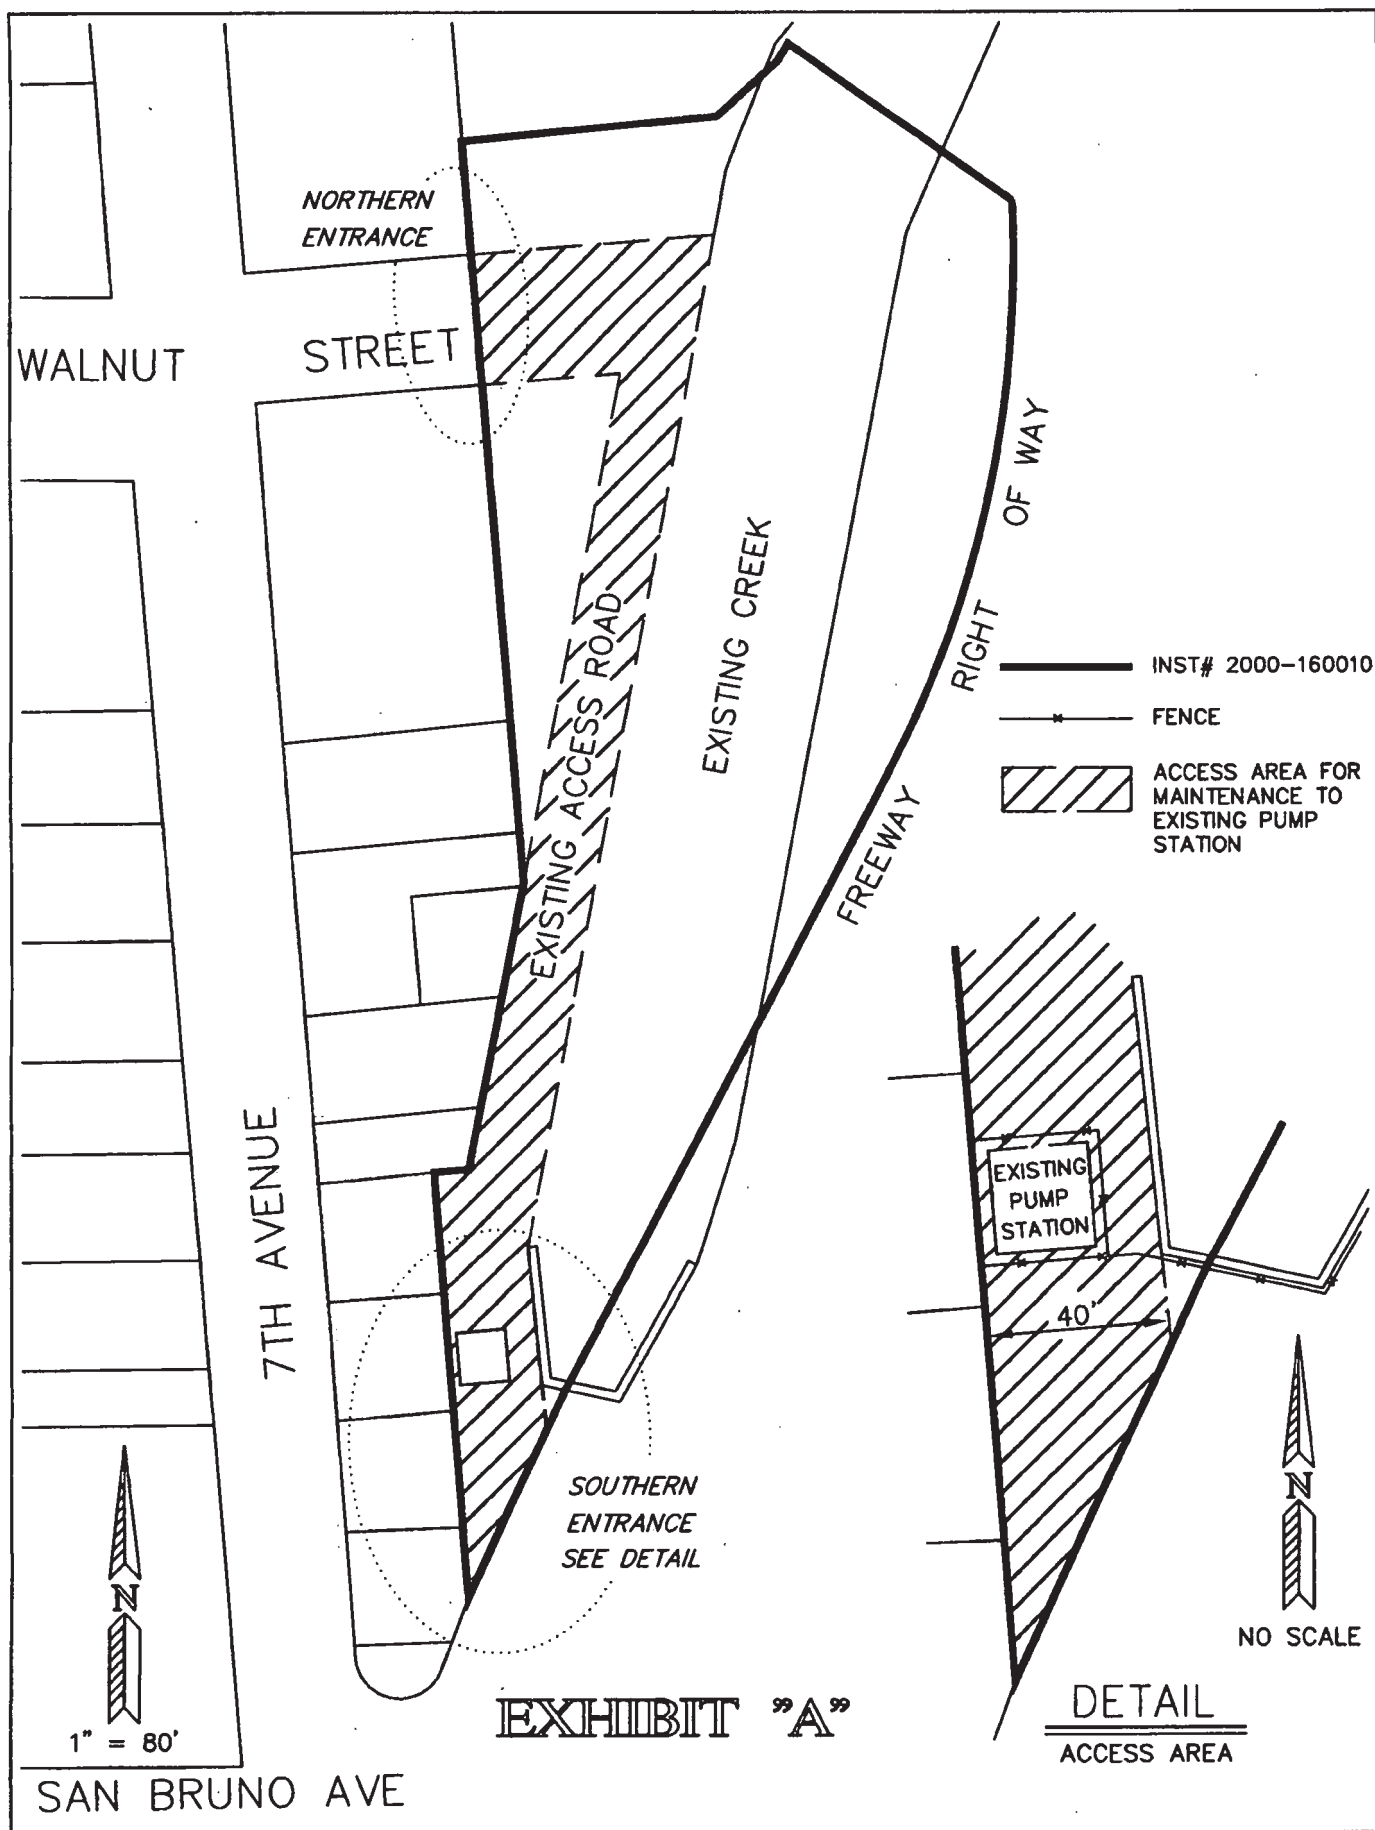 NORTHERN
ENTRANCE
WALNUT STREET
OF WAY
RIGHT
FREEWAY
EXISTING CREEK
EXISTING ACCESS ROAD
INST# 2000-160010
FENCE
ACCESS AREA FOR
MAINTENANCE TO
EXISTING PUMP
STATION
7TH AVENUE
EXISTING
PUMP
STATION
40'
SOUTHERN
ENTRANCE
SEE DETAIL
N
1" = 80'
N
NO SCALE
EXHIBIT "A"
DETAIL
ACCESS AREA
SAN BRUNO AVE